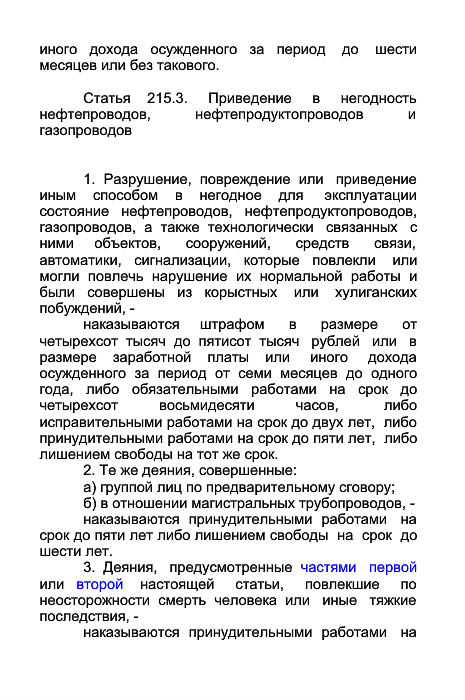 иного дохода осужденного за период до шести
месяцев или без такового.
Статья 215.3. Приведение в негодность
нефтепроводов, нефтепродуктопроводов и
газопроводов
1. Разрушение, повреждение или приведение
иным способом в негодное для эксплуатации
состояние нефтепроводов, нефтепродуктопроводов,
газопроводов, а также технологически связанных с
ними объектов, сооружений, средств связи,
автоматики, сигнализации, которые повлекли или
могли повлечь нарушение их нормальной работы и
были совершены из корыстных или хулиганских
побуждений, -
наказываются штрафом в размере от
четырехсот тысяч до пятисот тысяч рублей или в
размере заработной платы или иного дохода
осужденного за период от семи месяцев до одного
года, либо обязательными работами на срок до
четырехсот восьмидесяти часов, либо
исправительными работами на срок до двух лет, либо
принудительными работами на срок до пяти лет, либо
лишением свободы на тот же срок.
2. Те же деяния, совершенные:
а) группой лиц по предварительному сговору;
б) в отношении магистральных трубопроводов, -
наказываются принудительными работами на
срок до пяти лет либо лишением свободы на срок до
шести лет.
3. Деяния, предусмотренные частями первой
или второй настоящей статьи, повлекшие по
неосторожности смерть человека или иные тяжкие
последствия, -
наказываются принудительными работами на